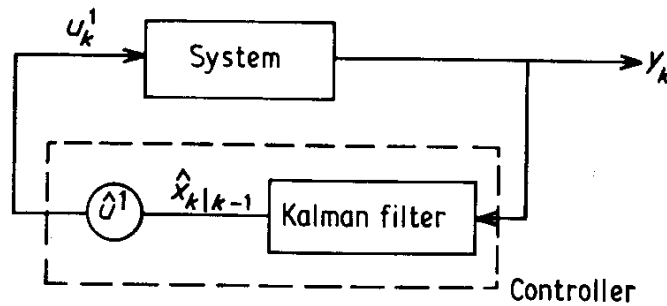 u_k^1
System
y_k
û^1
x̂_{k|k-1}
Kalman filter
Controller